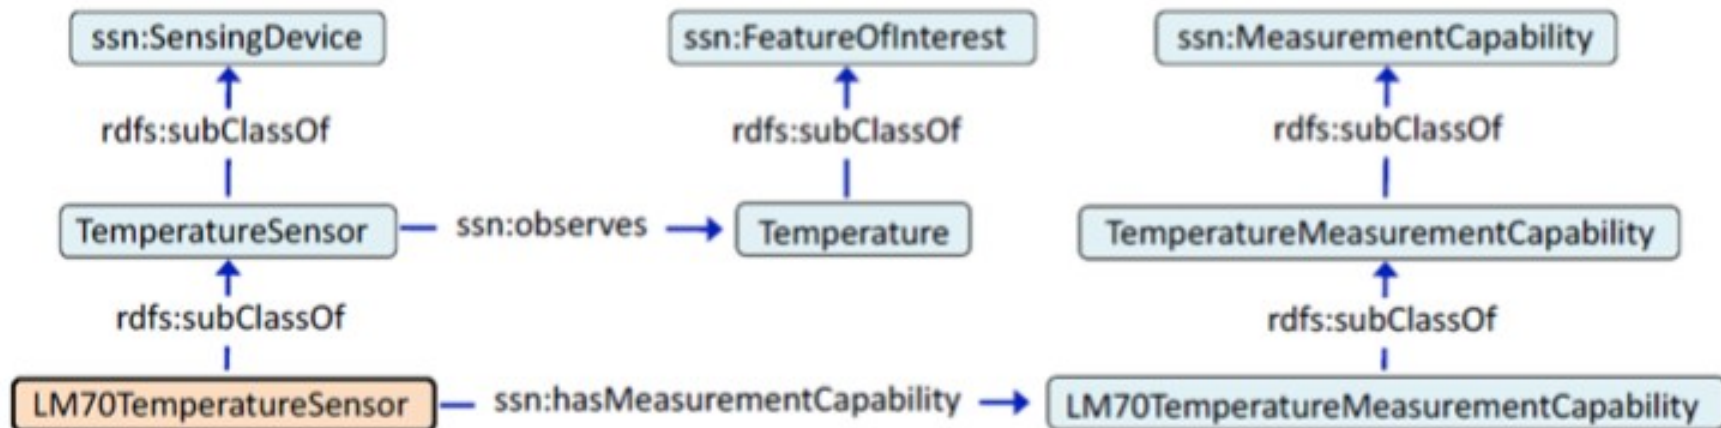 ssn:SensingDevice
ssn:FeatureOfInterest
ssn:MeasurementCapability
rdfs:subClassOf
rdfs:subClassOf
rdfs:subClassOf
TemperatureSensor
ssn:observes
Temperature
TemperatureMeasurementCapability
rdfs:subClassOf
rdfs:subClassOf
LM70TemperatureSensor
ssn:hasMeasurementCapability
LM70TemperatureMeasurementCapability